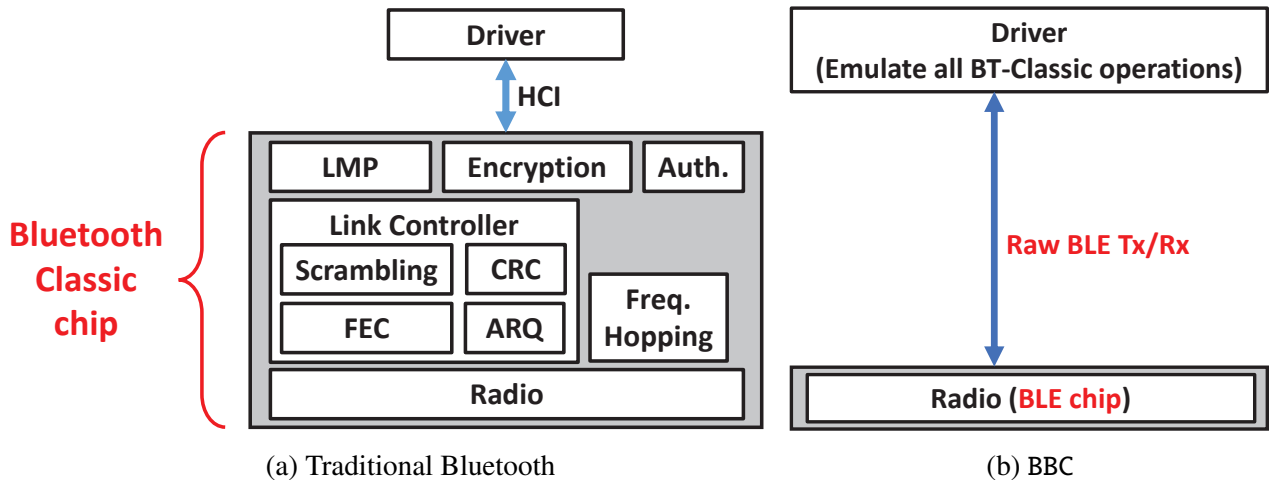 Driver
HCI
Bluetooth
Classic
chip
LMP
Encryption
Auth.
Link Controller
Scrambling
CRC
FEC
ARQ
Freq.
Hopping
Radio
(a) Traditional Bluetooth
Driver
(Emulate all BT-Classic operations)
Raw BLE Tx/Rx
Radio (BLE chip)
(b) BBC